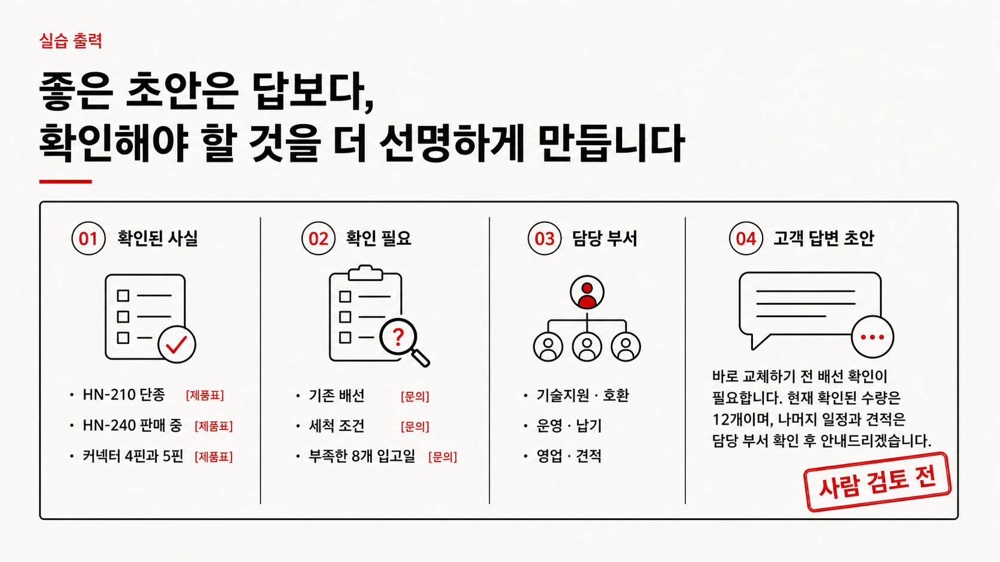 실습 출력
좋은 초안은 답보다,
확인해야 할 것을 더 선명하게 만듭니다
01 확인된 사실
• HN-210 단종 [제품표]
• HN-240 판매 중 [제품표]
• 커넥터 4핀과 5핀 [제품표]
02 확인 필요
?
• 기존 배선 [문의]
• 세척 조건 [문의]
• 부족한 8개 입고일 [문의]
03 담당 부서
• 기술지원 · 호환
• 운영 · 납기
• 영업 · 견적
04 고객 답변 초안
바로 교체하기 전 배선 확인이
필요합니다. 현재 확인된 수량은
12개이며, 나머지 일정과 견적은
담당 부서 확인 후 안내드리겠습니다.
사람 검토 전